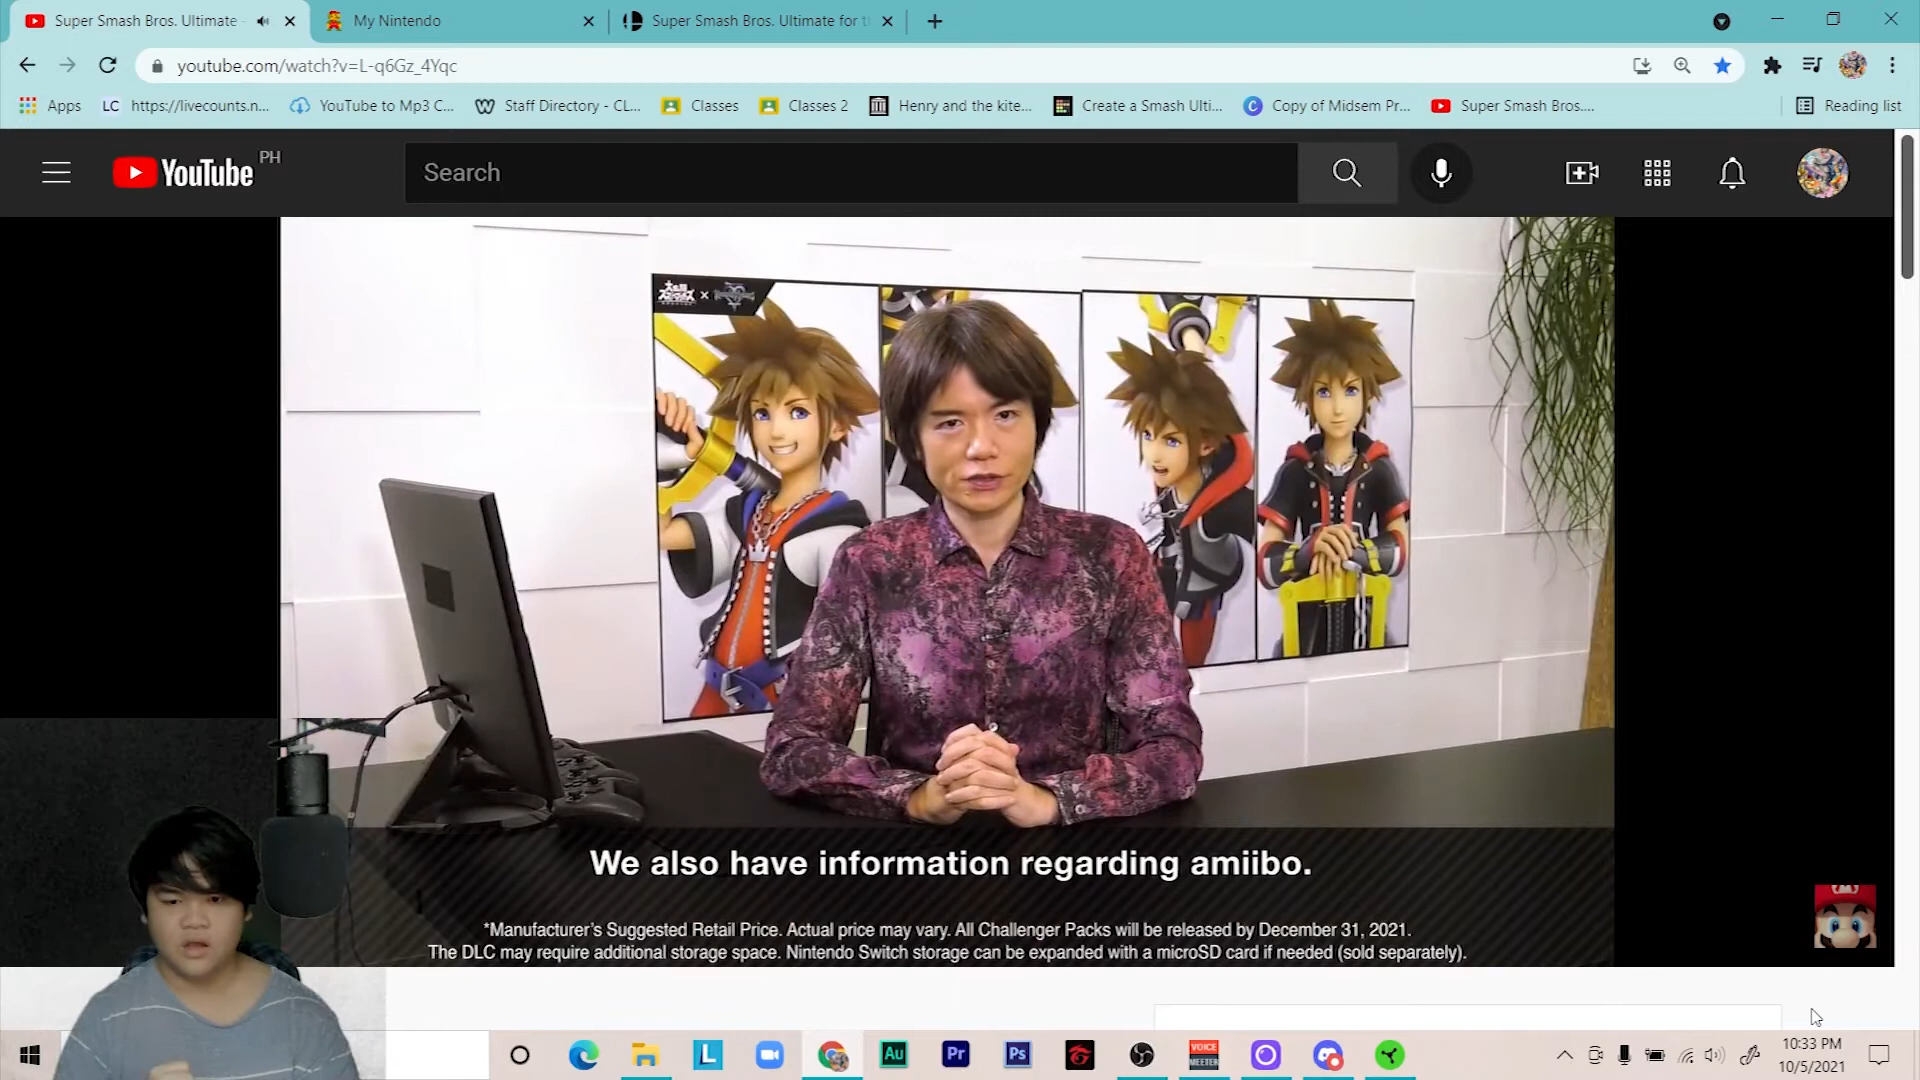 Super Smash Bros. Ultimate -
My Nintendo
Super Smash Bros. Ultimate for t
youtube.com/watch?v=L-q6Gz_4Yqc
Apps
LC
https://livecounts.n...
YouTube to Mp3 C...
Staff Directory - CL...
Classes
Classes 2
Henry and the kite...
Create a Smash Ulti...
Copy of Midsem Pr...
Super Smash Bros....
Reading list
YouTube PH
Search
We also have information regarding amiibo.
*Manufacturer's Suggested Retail Price. Actual price may vary. All Challenger Packs will be released by December 31, 2021.
The DLC may require additional storage space. Nintendo Switch storage can be expanded with a microSD card if needed (sold separately).
L
Au
Pr
Ps
VOICE
MEETER
10:33 PM
10/5/2021